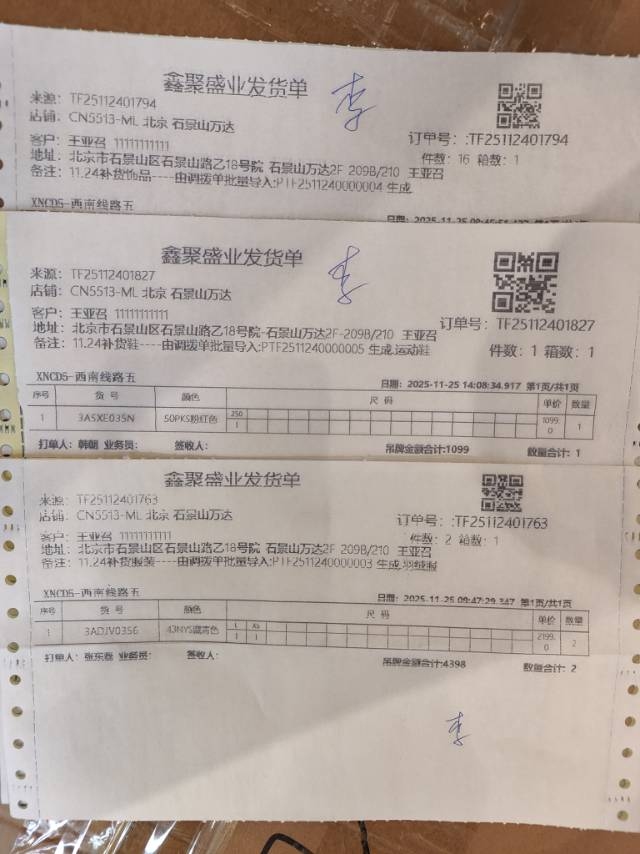 鑫聚盛业发货单
李
来源: TF25112401794
店铺: CN5513-ML 北京 石景山万达
订单号: :TF25112401794
客户: 王亚召 11111111111
件数: 16 箱数: 1
地址: 北京市石景山区石景山路乙18号院 石景山万达2F 209B/210 王亚召
备注: 11.24补货饰品----由调拨单批量导入:PTF2511240000004 生成
XNCD5-西南线路五
鑫聚盛业发货单
李
来源: TF25112401827
店铺: CN5513-ML 北京 石景山万达
客户: 王亚召 11111111111
订单号: TF25112401827
地址: 北京市石景山区石景山路乙18号院-石景山万达2F-209B/210 王亚召
备注: 11.24补货鞋----由调拨单批量导入:PTF2511240000005 生成.运动鞋
件数: 1 箱数: 1
XNCD5-西南线路五
日期: 2025-11-25 14:08:34.917 第1页/共1页
序号 货 号 颜色 尺 码 单价 数量
1 3A5XE035N 50PK5粉红色 250 1 1099.0 1
打单人: 韩朝 业务员: 签收人: 吊牌金额合计:1099 数量合计: 1
鑫聚盛业发货单
来源: TF25112401763
店铺: CN5513-ML 北京 石景山万达
订单号: :TF25112401763
客户: 王亚召 11111111111
件数: 2 箱数: 1
地址: 北京市石景山区石景山路乙18号院 石景山万达2F 209B/210 王亚召
备注: 11.24补货服装----由调拨单批量导入:PTF2511240000003 生成.羽绒服
XNCD5-西南线路五
日期: 2025-11-25 09:47:29.347 第1页/共1页
序号 货 号 颜色 尺 码 单价 数量
1 3ADJV0356 43NYS藏青色 L XS 1 1 2199.0 2
打单人: 张东磊 业务员: 签收人: 吊牌金额合计:4398 数量合计: 2
李